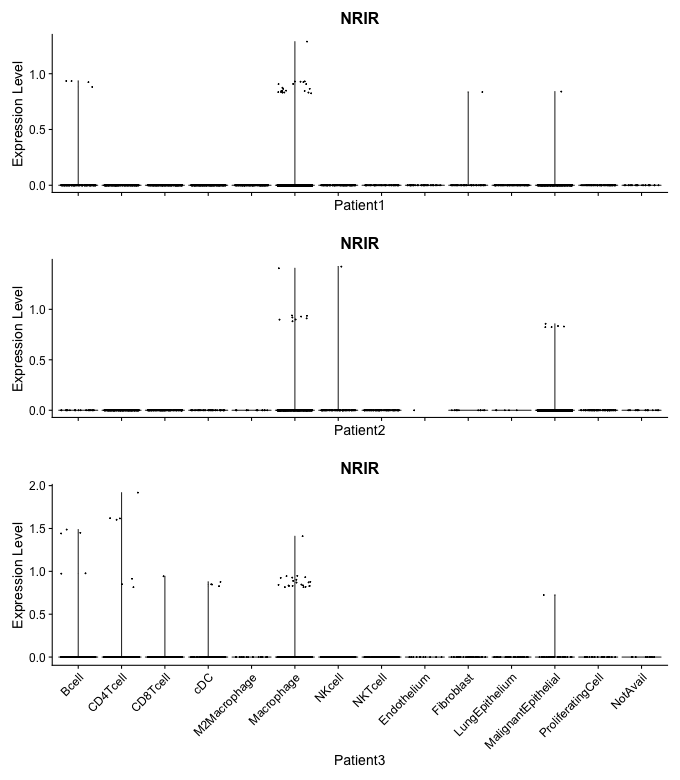 NRIR
Expression Level
1.0
0.5
0.0
Patient1
NRIR
Expression Level
1.0
0.5
0.0
Patient2
NRIR
Expression Level
2.0
1.5
1.0
0.5
0.0
Bcell
CD4Tcell
CD8Tcell
cDC
M2Macrophage
Macrophage
NKcell
NKTcell
Endothelium
Fibroblast
LungEpithelium
MalignantEpithelial
ProliferatingCell
NotAvail
Patient3